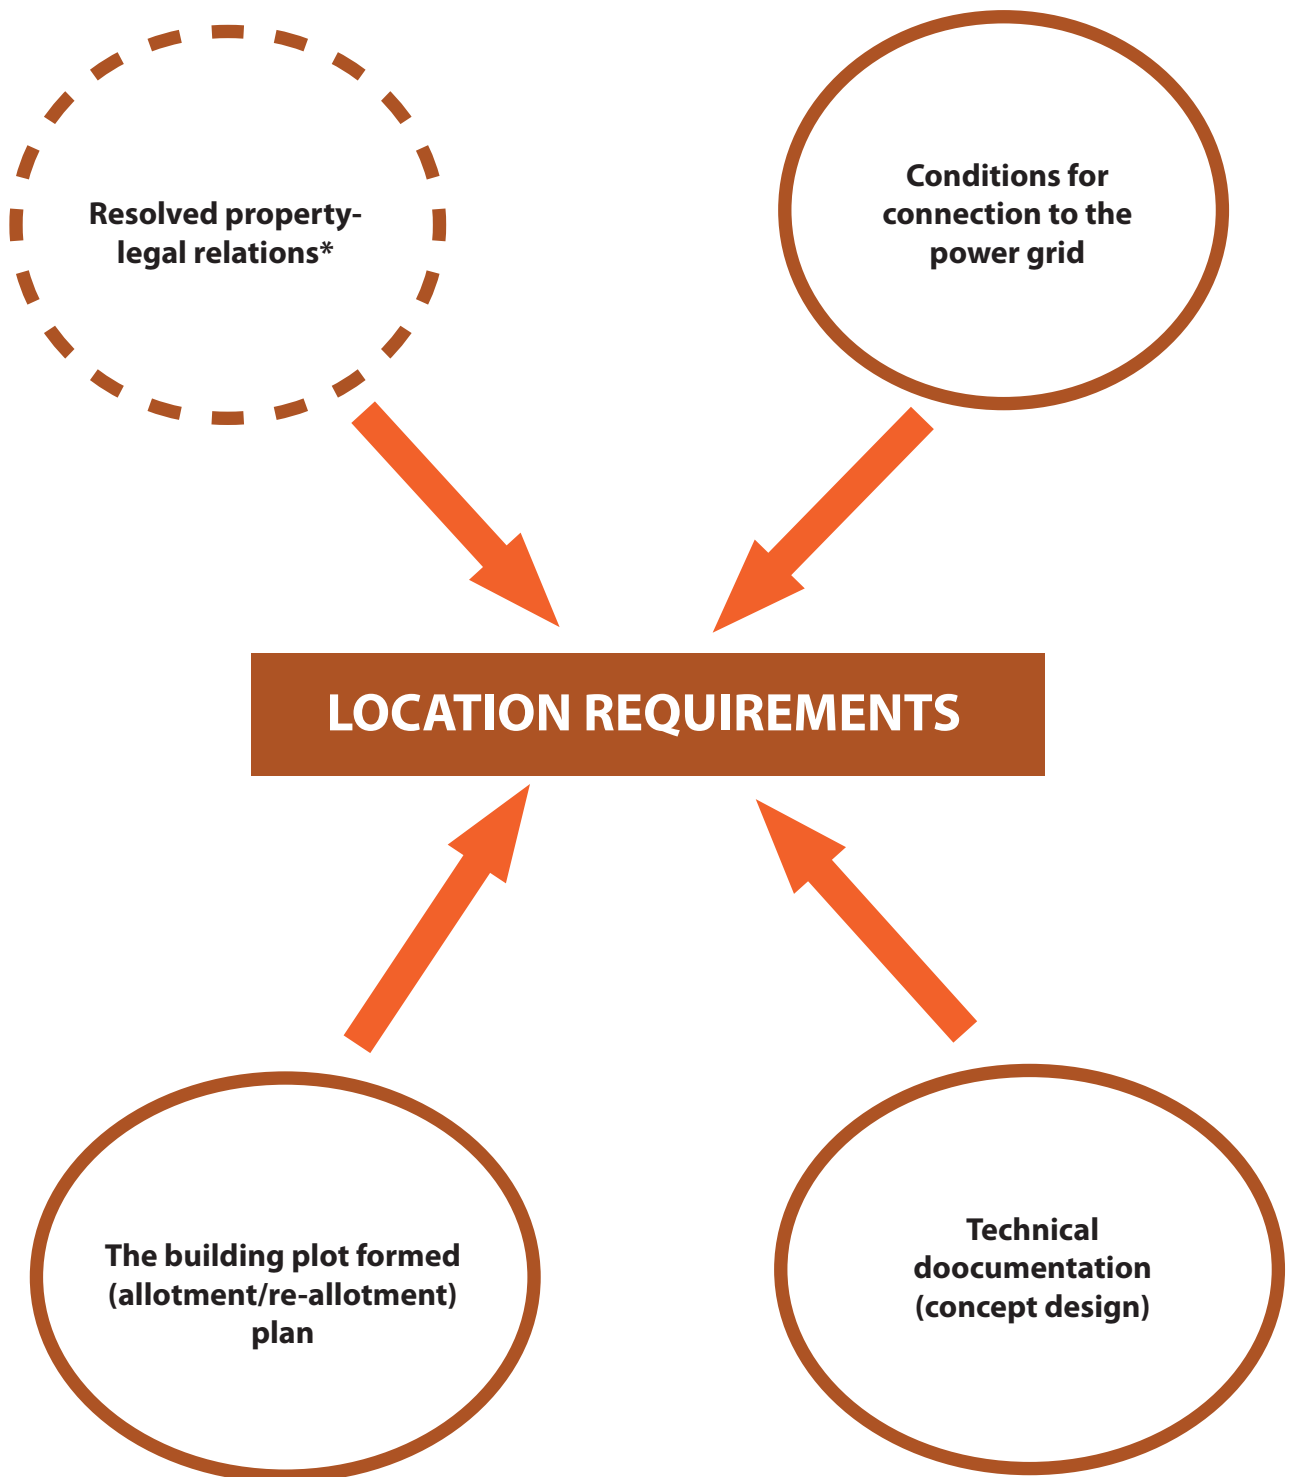 Resolved property-
legal relations*
Conditions for
connection to the
power grid
LOCATION REQUIREMENTS
The building plot formed
(allotment/re-allotment)
plan
Technical
doocumentation
(concept design)